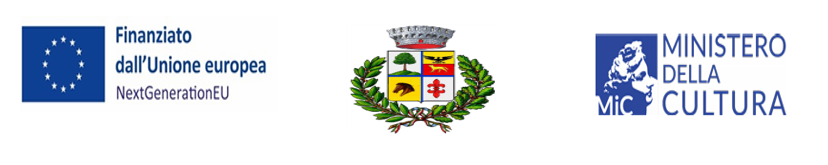 Finanziato
dall'Unione europea
NextGenerationEU
MiC
MINISTERO
DELLA
CULTURA